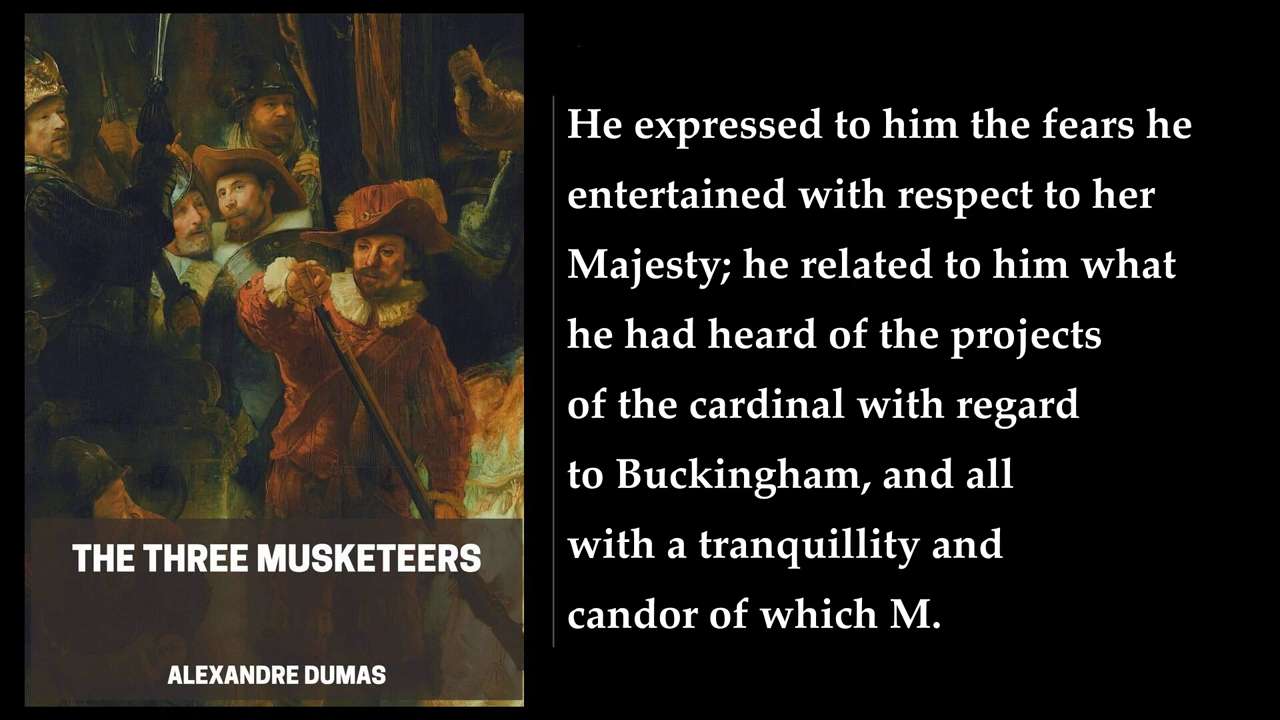 THE THREE MUSKETEERS
ALEXANDRE DUMAS
He expressed to him the fears he
entertained with respect to her
Majesty; he related to him what
he had heard of the projects
of the cardinal with regard
to Buckingham, and all
with a tranquillity and
candor of which M.